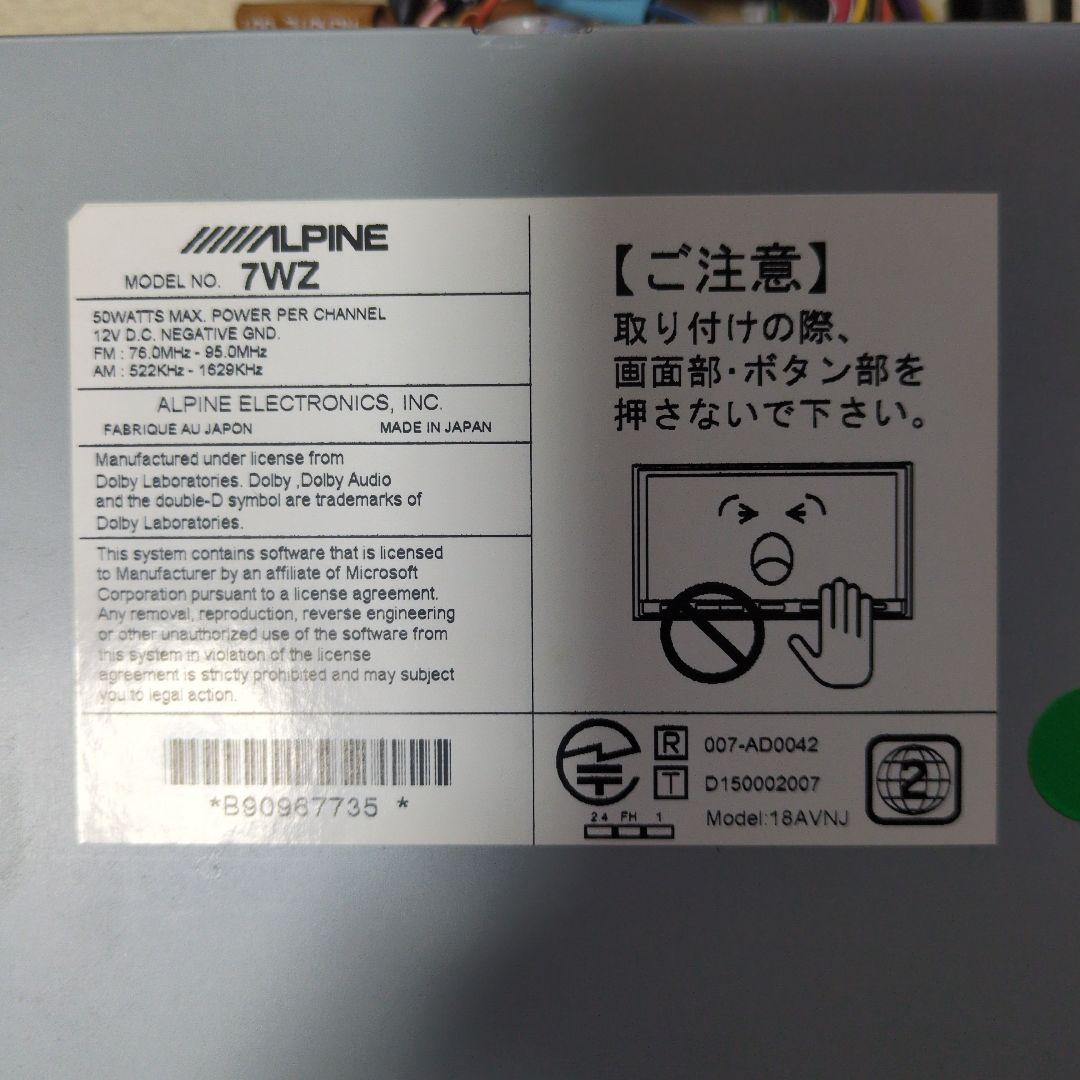 ALPINE
MODEL NO. 7WZ
50WATTS MAX. POWER PER CHANNEL
12V D.C. NEGATIVE GND.
FM : 76.0MHz - 95.0MHz
AM : 522KHz - 1629KHz
ALPINE ELECTRONICS, INC.
FABRIQUE AU JAPON MADE IN JAPAN
Manufactured under license from
Dolby Laboratories. Dolby ,Dolby Audio
and the double-D symbol are trademarks of
Dolby Laboratories.
This system contains software that is licensed
to Manufacturer by an affiliate of Microsoft
Corporation pursuant to a license agreement.
Any removal, reproduction, reverse engineering
or other unauthorized use of the software from
this system in violation of the license
agreement is strictly prohibited and may subject
you to legal action.
*B90967735 *
【ご注意】
取り付けの際、
画面部・ボタン部を
押さないで下さい。
R 007-AD0042
T D150002007
Model:18AVNJ
2.4 FH 1
2